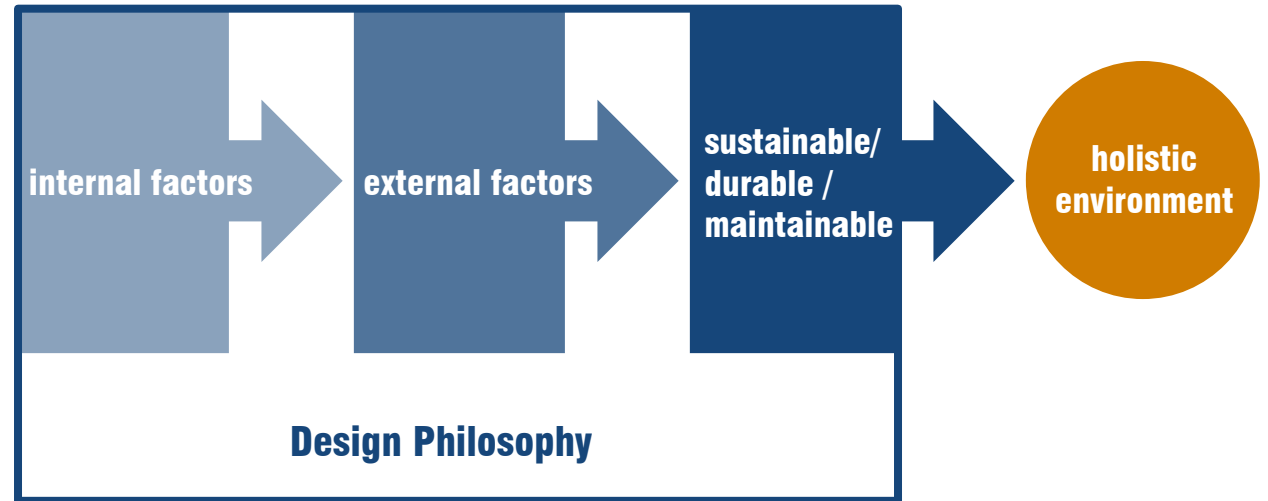 internal factors
external factors
sustainable/
durable /
maintainable
holistic
environment
Design Philosophy